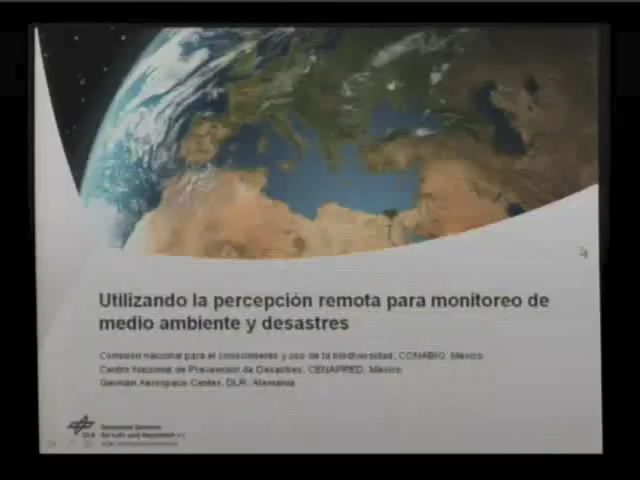 Utilizando la percepción remota para monitoreo de
medio ambiente y desastres
Comisión nacional para el conocimiento y uso de la biodiversidad, CONABIO, México
Centro Nacional de Prevención de Desastres, CENAPRED, México
German Aerospace Center, DLR, Alemania
DLR